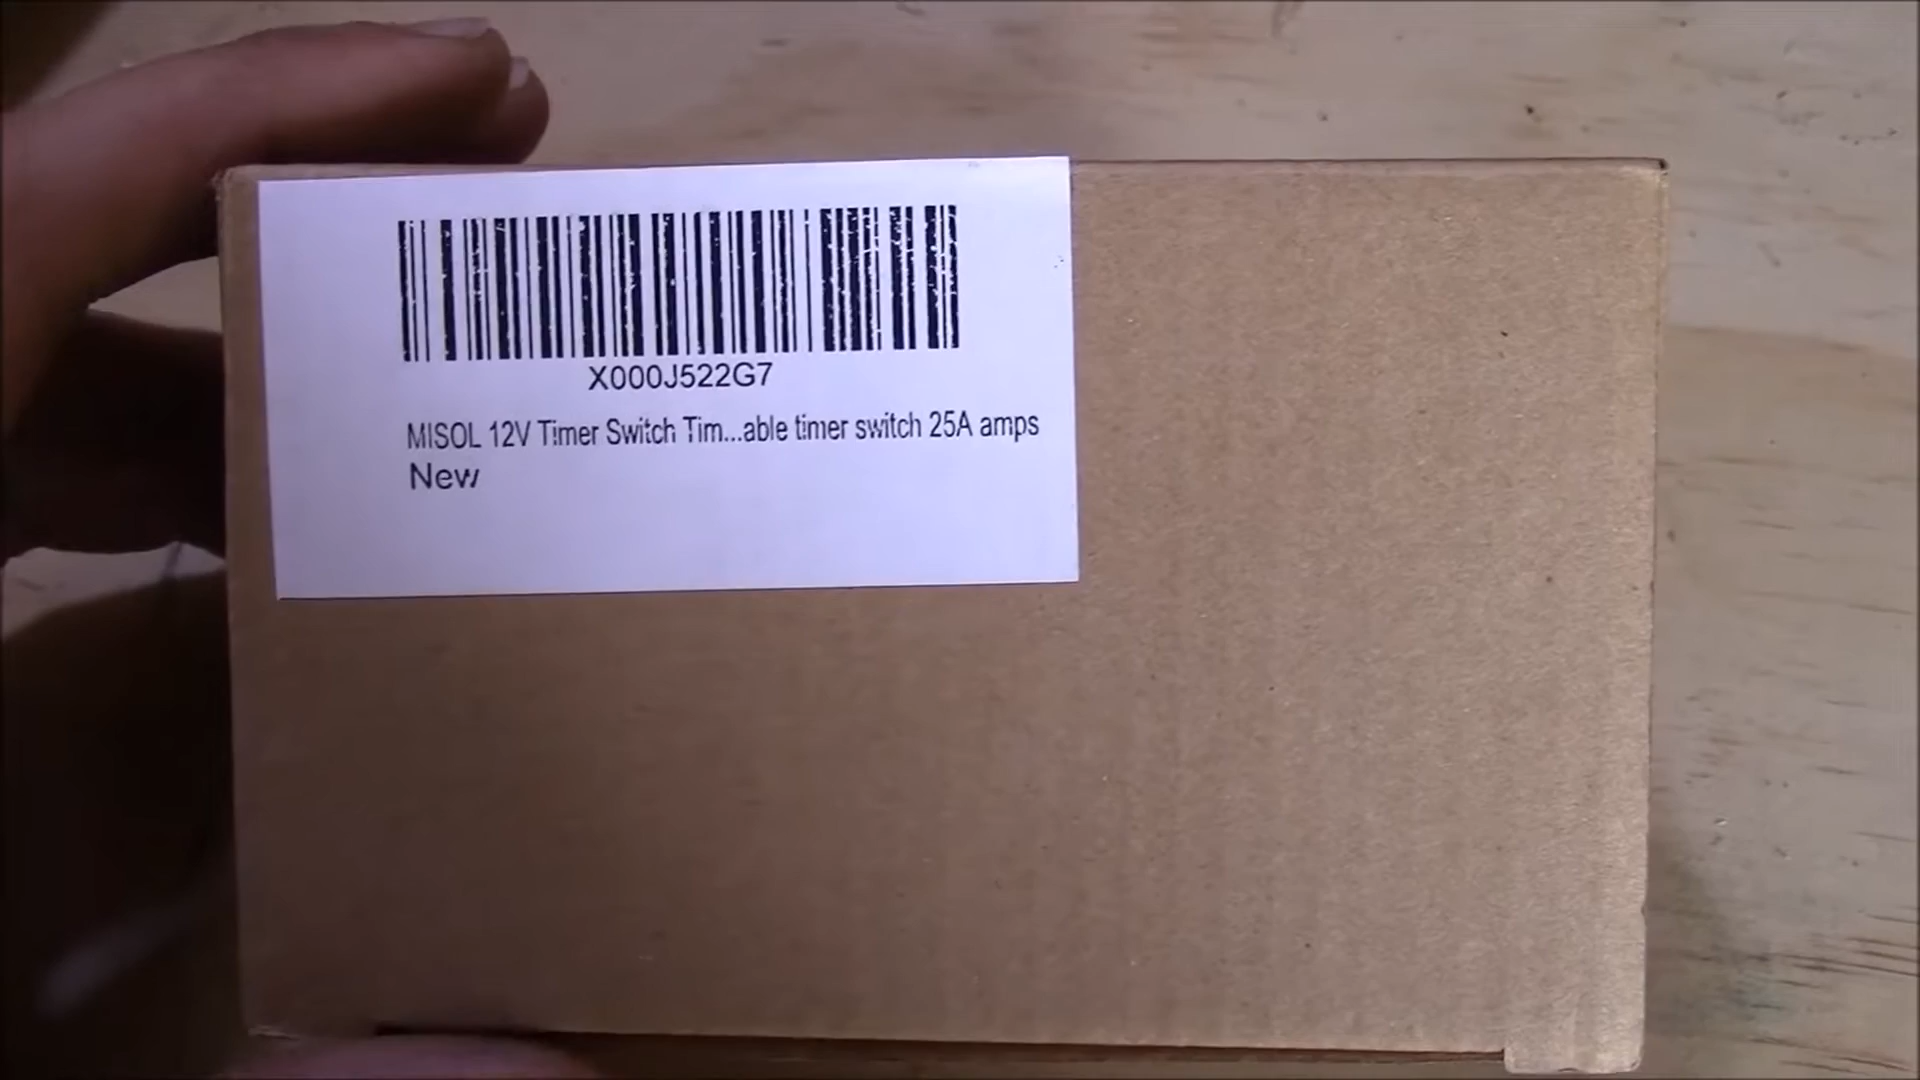 X000J522G7
MISOL 12V Timer Switch Tim...able timer switch 25A amps
New